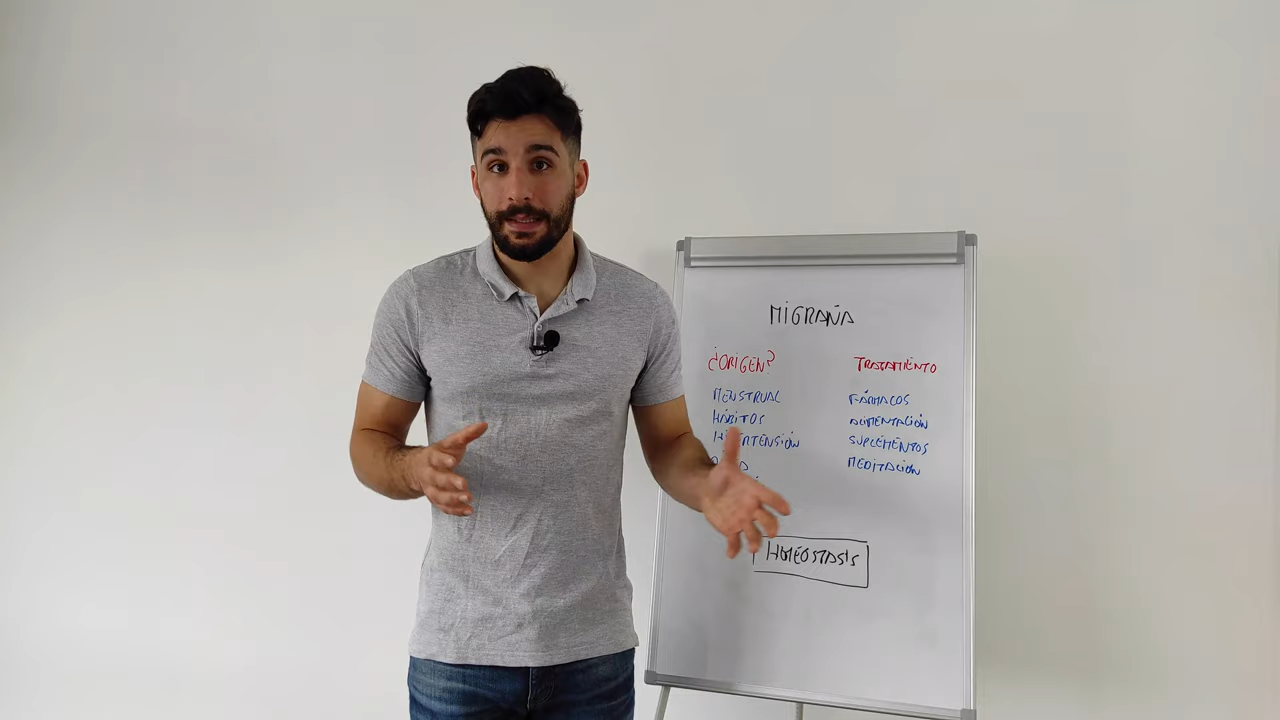 MIGRAÑA
¿ORIGEN?
MENSTRUAL
HÁBITOS
TRATAMIENTO
FÁRMACOS
ALIMENTACIÓN
SUPLEMENTOS
MEDITACIÓN
HOMEOSTASIS